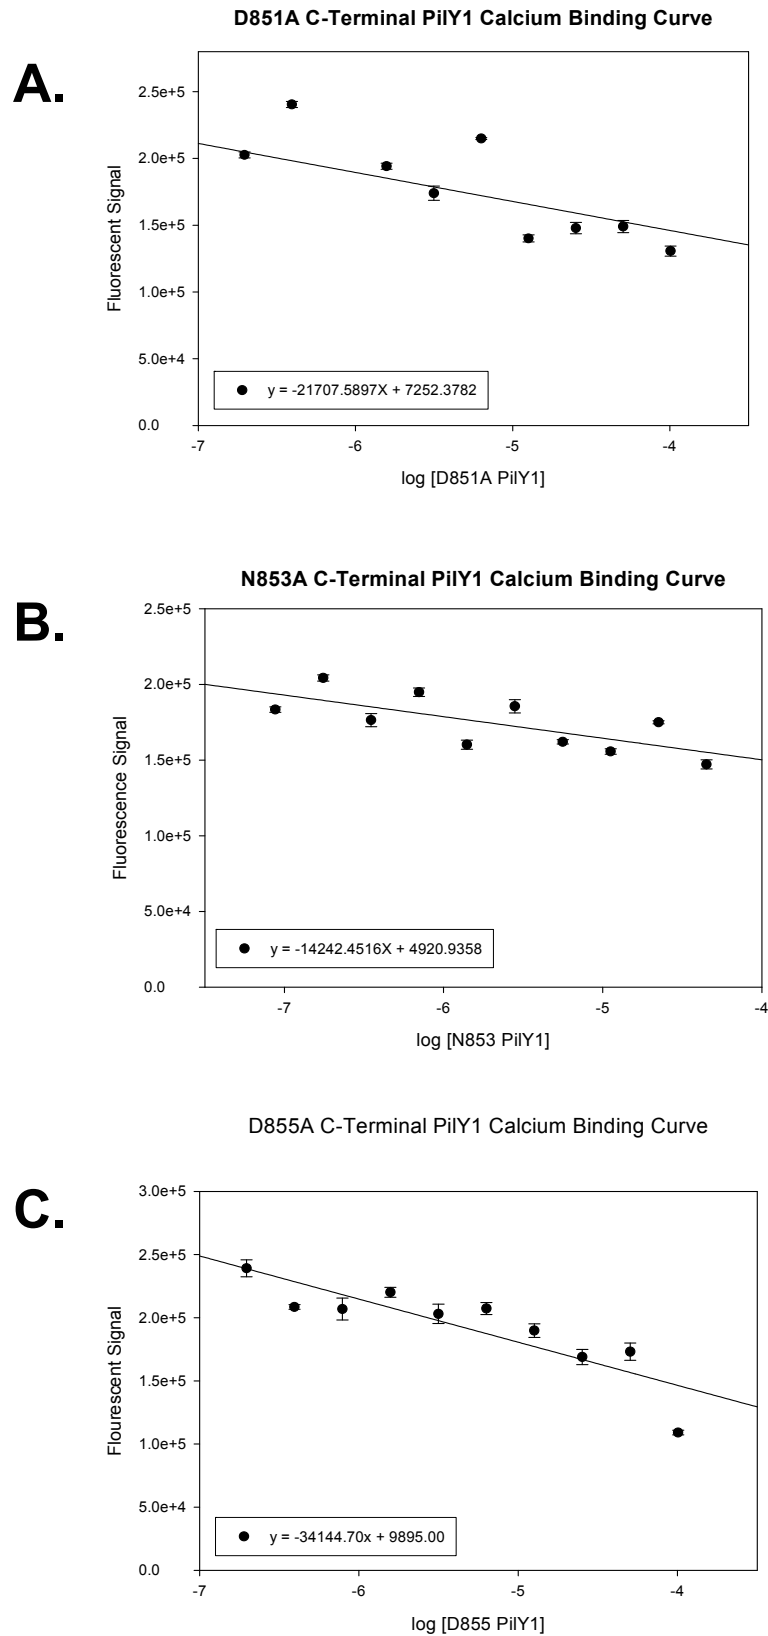 D851A C-Terminal PilY1 Calcium Binding Curve
A.
Fluorescent Signal
2.5e+5
2.0e+5
1.5e+5
1.0e+5
5.0e+4
0.0
y = -21707.5897X + 7252.3782
-7 -6 -5 -4
log [D851A PilY1]
N853A C-Terminal PilY1 Calcium Binding Curve
B.
Fluorescence Signal
2.5e+5
2.0e+5
1.5e+5
1.0e+5
5.0e+4
0.0
y = -14242.4516X + 4920.9358
-7 -6 -5 -4
log [N853 PilY1]
D855A C-Terminal PilY1 Calcium Binding Curve
C.
Flourescent Signal
3.0e+5
2.5e+5
2.0e+5
1.5e+5
1.0e+5
5.0e+4
0.0
y = -34144.70x + 9895.00
-7 -6 -5 -4
log [D855 PilY1]